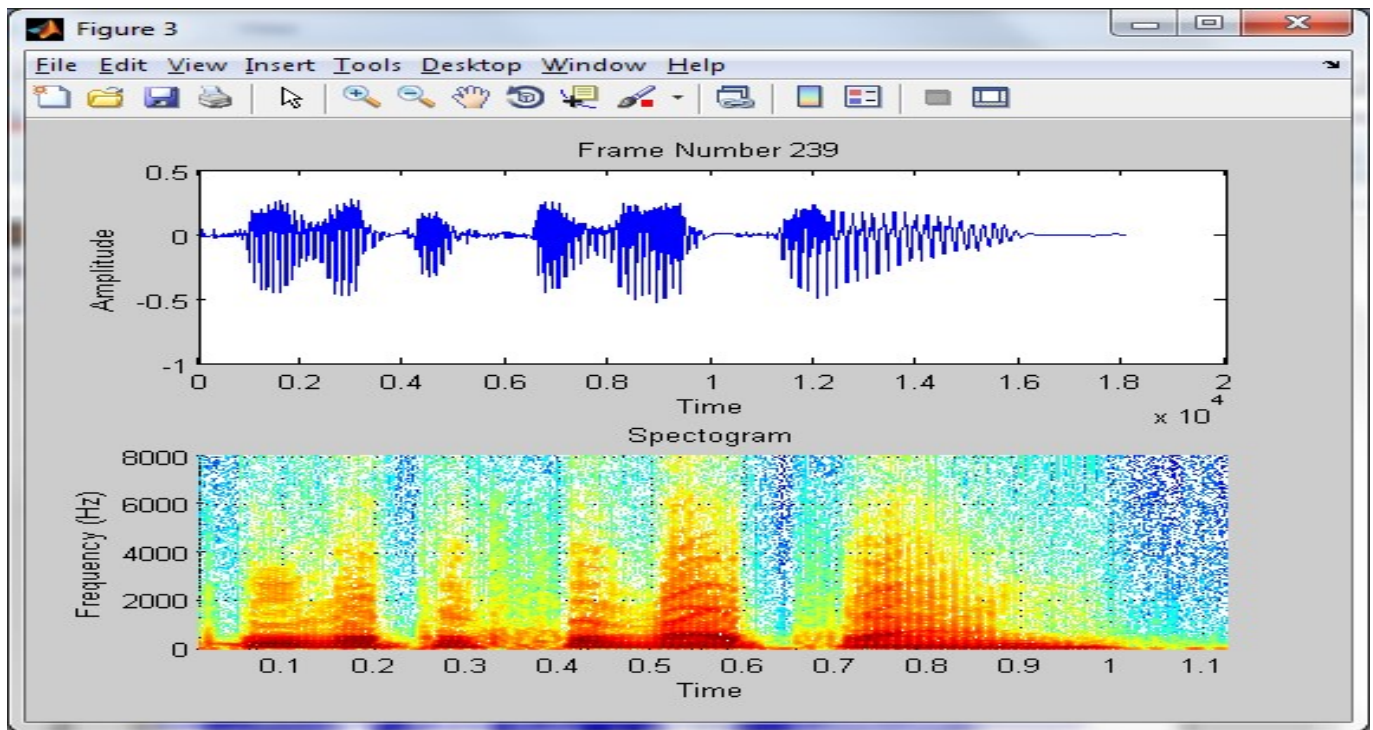 Figure 3
File Edit View Insert Tools Desktop Window Help
Frame Number 239
0.5
0
-0.5
-1
Amplitude
0 0.2 0.4 0.6 0.8 1 1.2 1.4 1.6 1.8 2
Time
x 10^4
Spectogram
8000
6000
4000
2000
0
Frequency (Hz)
0.1 0.2 0.3 0.4 0.5 0.6 0.7 0.8 0.9 1 1.1
Time